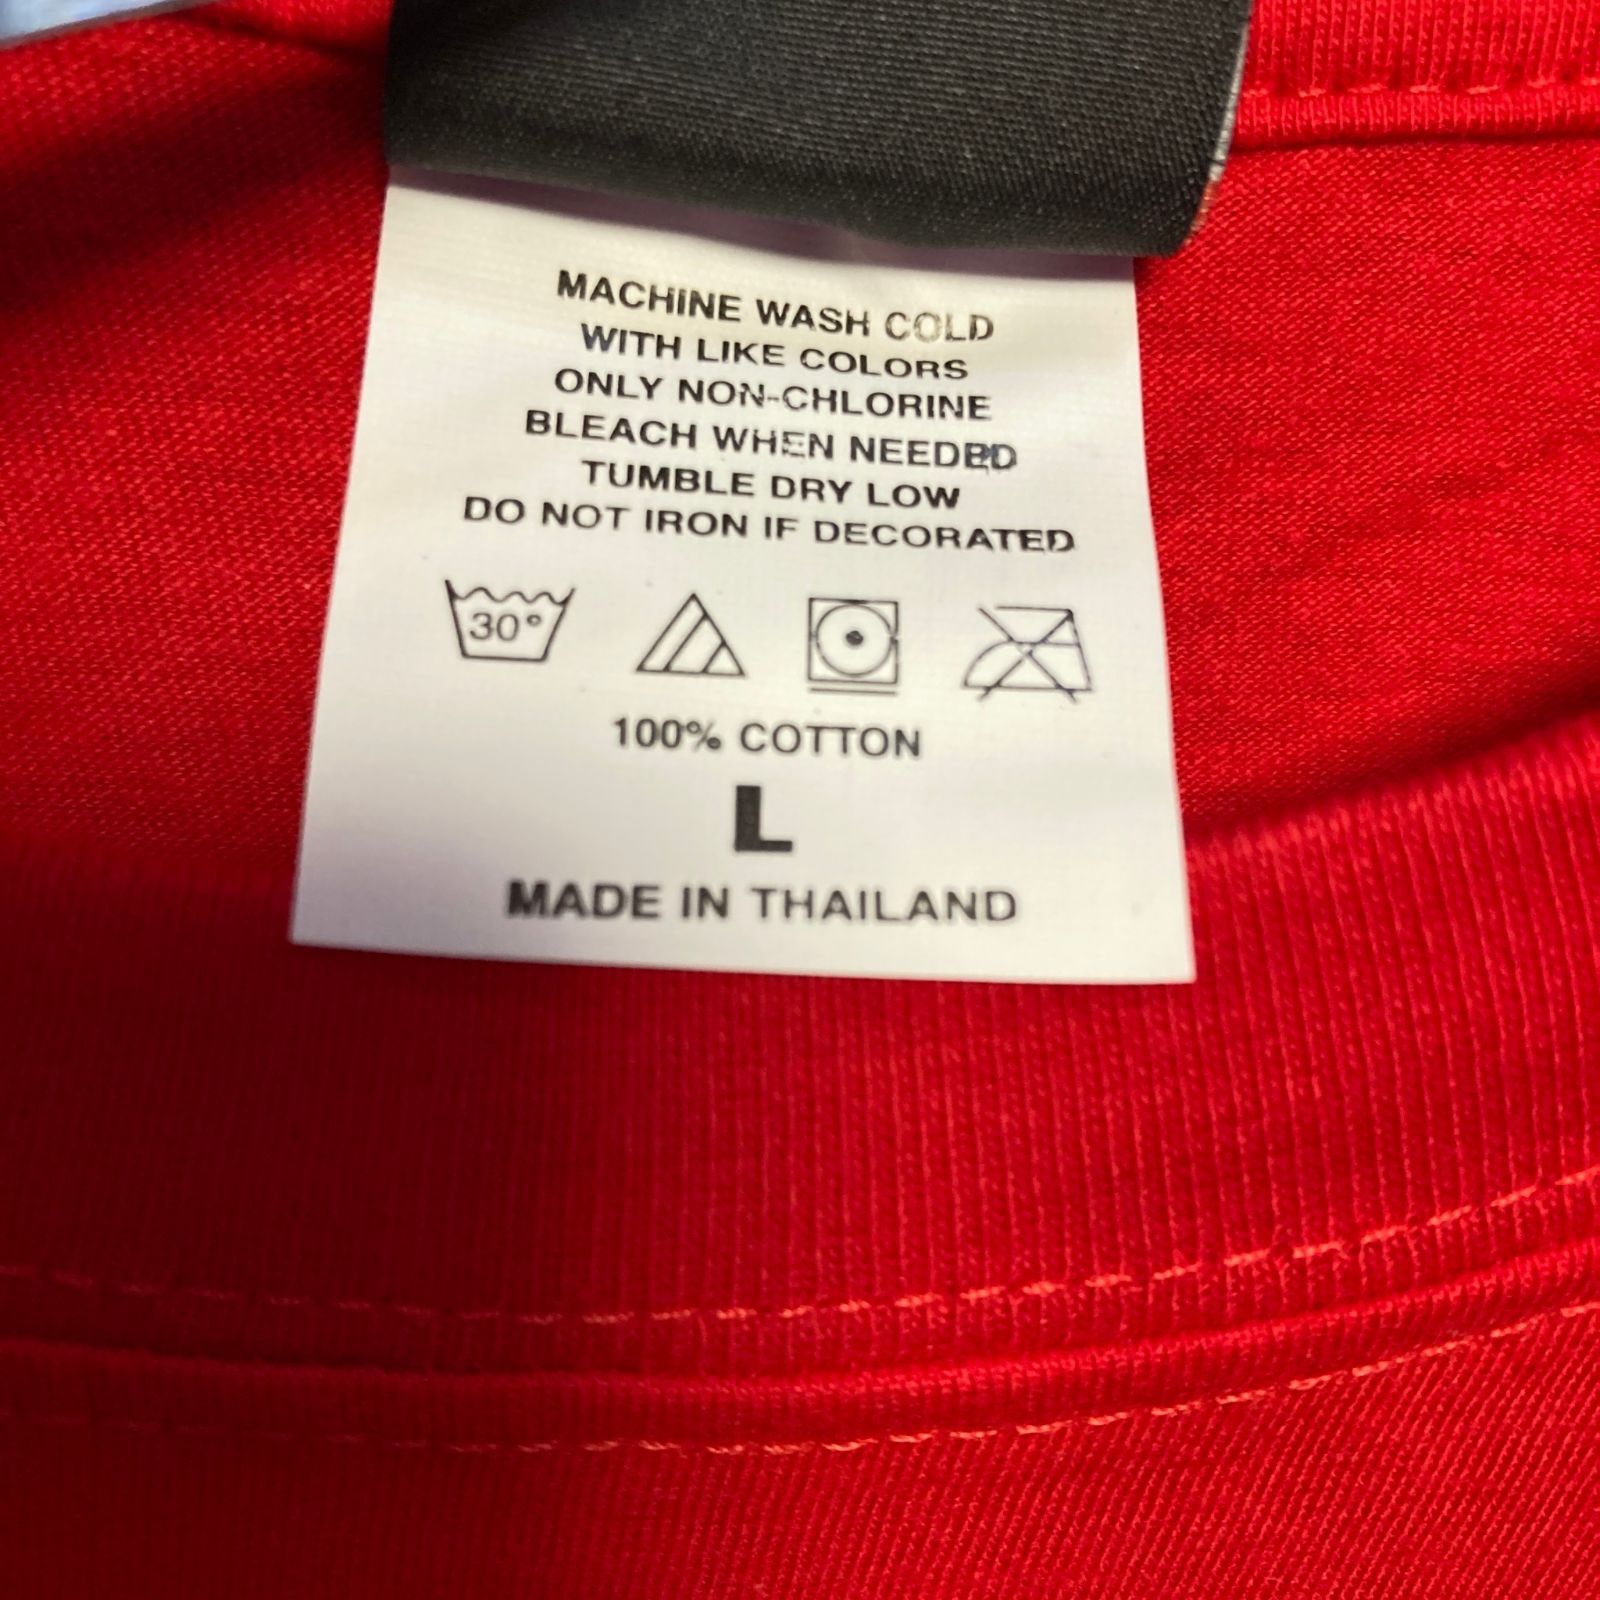 MACHINE WASH COLD
WITH LIKE COLORS
ONLY NON-CHLORINE
BLEACH WHEN NEEDED
TUMBLE DRY LOW
DO NOT IRON IF DECORATED
30°
100% COTTON
L
MADE IN THAILAND